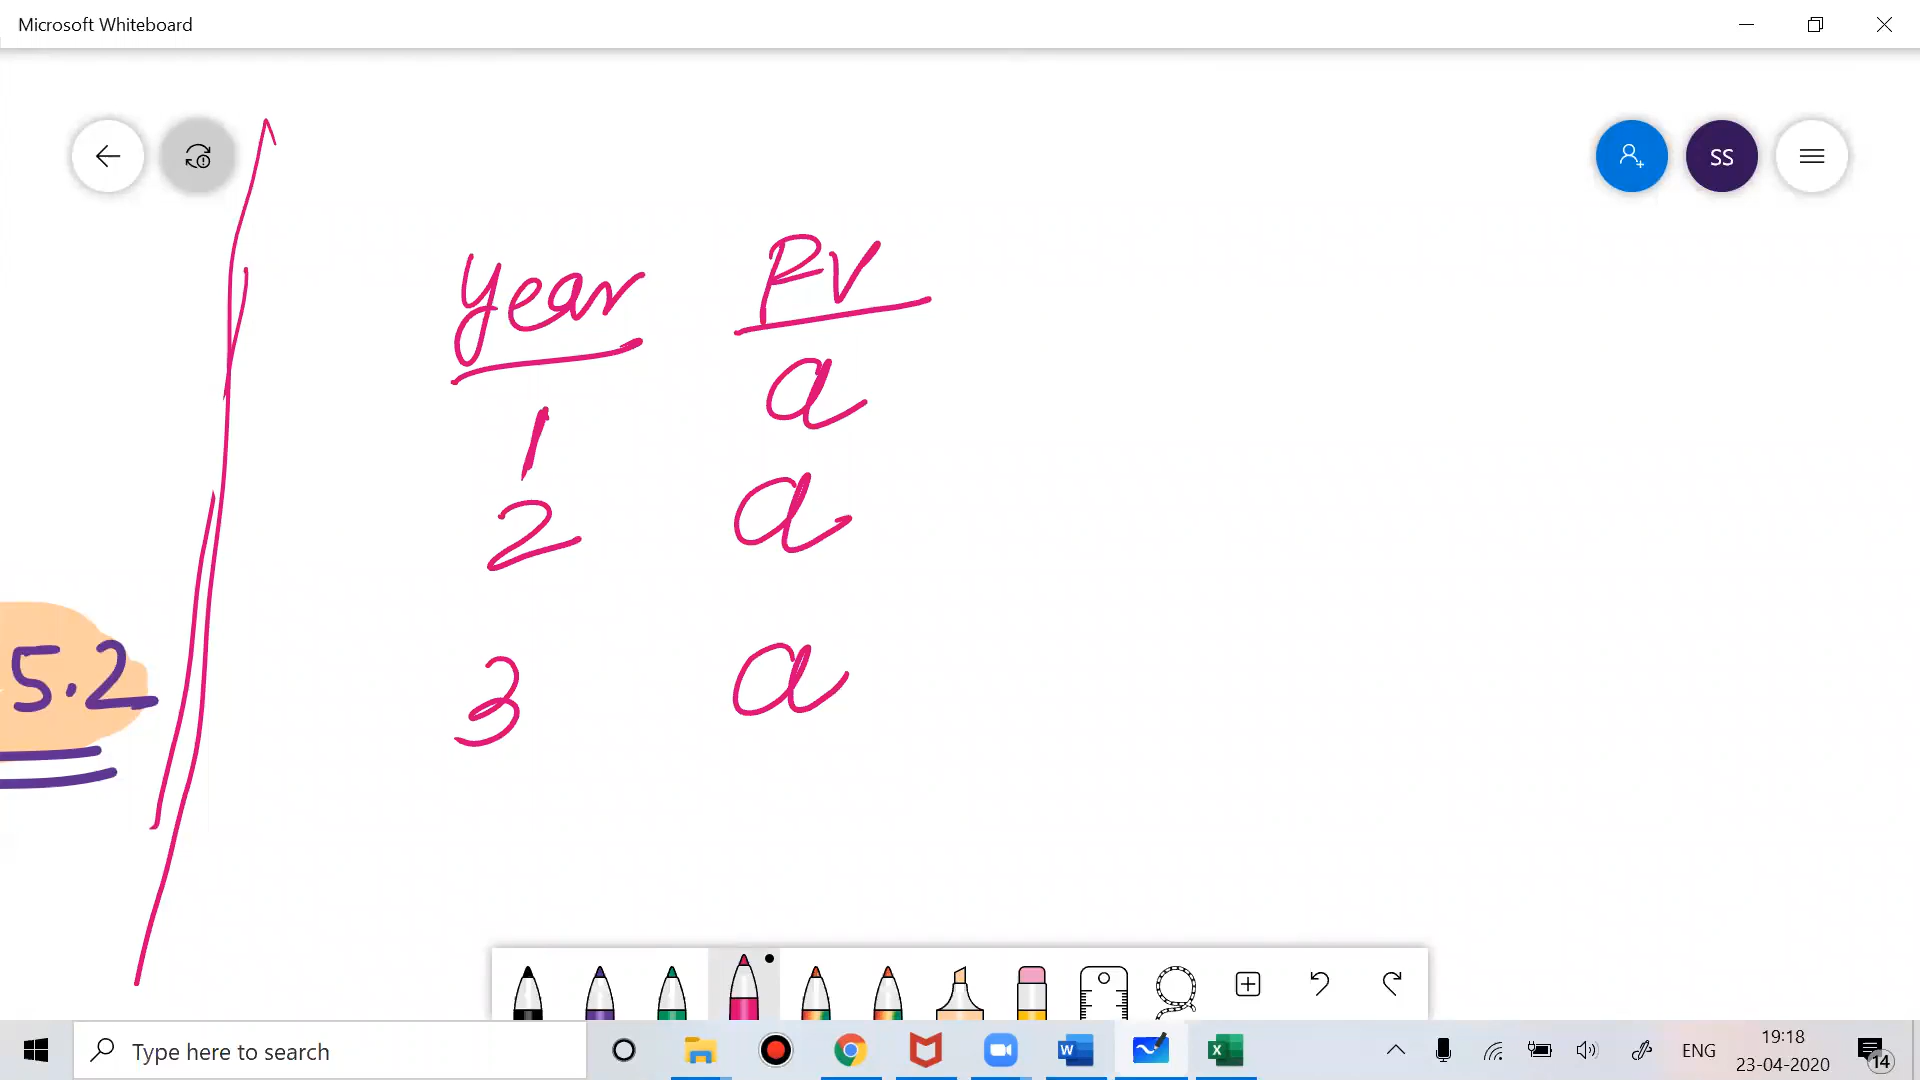 Microsoft Whiteboard
SS
year PV
1 a
2 a
5.2
3 a
Type here to search
ENG
19:18
23-04-2020
14